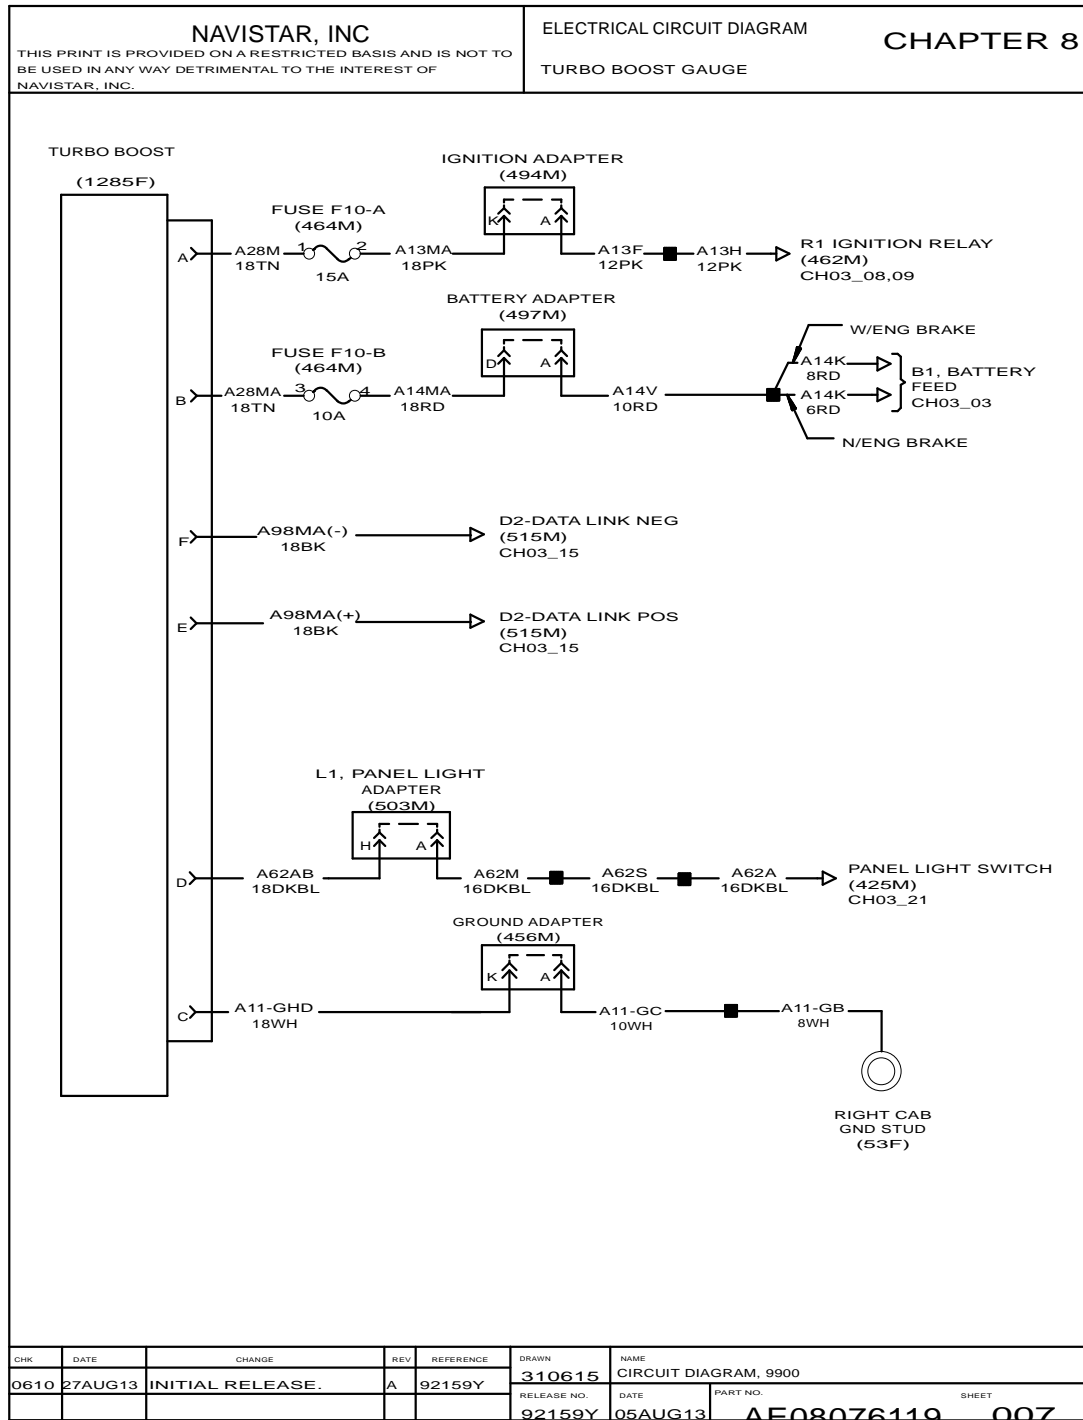 NAVISTAR, INC
THIS PRINT IS PROVIDED ON A RESTRICTED BASIS AND IS NOT TO
BE USED IN ANY WAY DETRIMENTAL TO THE INTEREST OF
NAVISTAR, INC.
ELECTRICAL CIRCUIT DIAGRAM
TURBO BOOST GAUGE
CHAPTER 8
TURBO BOOST
(1285F)
IGNITION ADAPTER
(494M)
K A
FUSE F10-A
(464M)
A
A28M
18TN
1 2
15A
A13MA
18PK
A13F
12PK
A13H
12PK
R1 IGNITION RELAY
(462M)
CH03_08,09
BATTERY ADAPTER
(497M)
D A
FUSE F10-B
(464M)
B
A28MA
18TN
3 4
10A
A14MA
18RD
A14V
10RD
W/ENG BRAKE
A14K
8RD
A14K
6RD
B1, BATTERY
FEED
CH03_03
N/ENG BRAKE
F
A98MA(-)
18BK
D2-DATA LINK NEG
(515M)
CH03_15
E
A98MA(+)
18BK
D2-DATA LINK POS
(515M)
CH03_15
L1, PANEL LIGHT
ADAPTER
(503M)
H A
D
A62AB
18DKBL
A62M
16DKBL
A62S
16DKBL
A62A
16DKBL
PANEL LIGHT SWITCH
(425M)
CH03_21
GROUND ADAPTER
(456M)
K A
C
A11-GHD
18WH
A11-GC
10WH
A11-GB
8WH
RIGHT CAB
GND STUD
(53F)
CHK DATE CHANGE REV REFERENCE
0610 27AUG13 INITIAL RELEASE. A 92159Y
DRAWN
310615
NAME
CIRCUIT DIAGRAM, 9900
RELEASE NO.
92159Y
DATE
05AUG13
PART NO.
AE08076119
SHEET
007